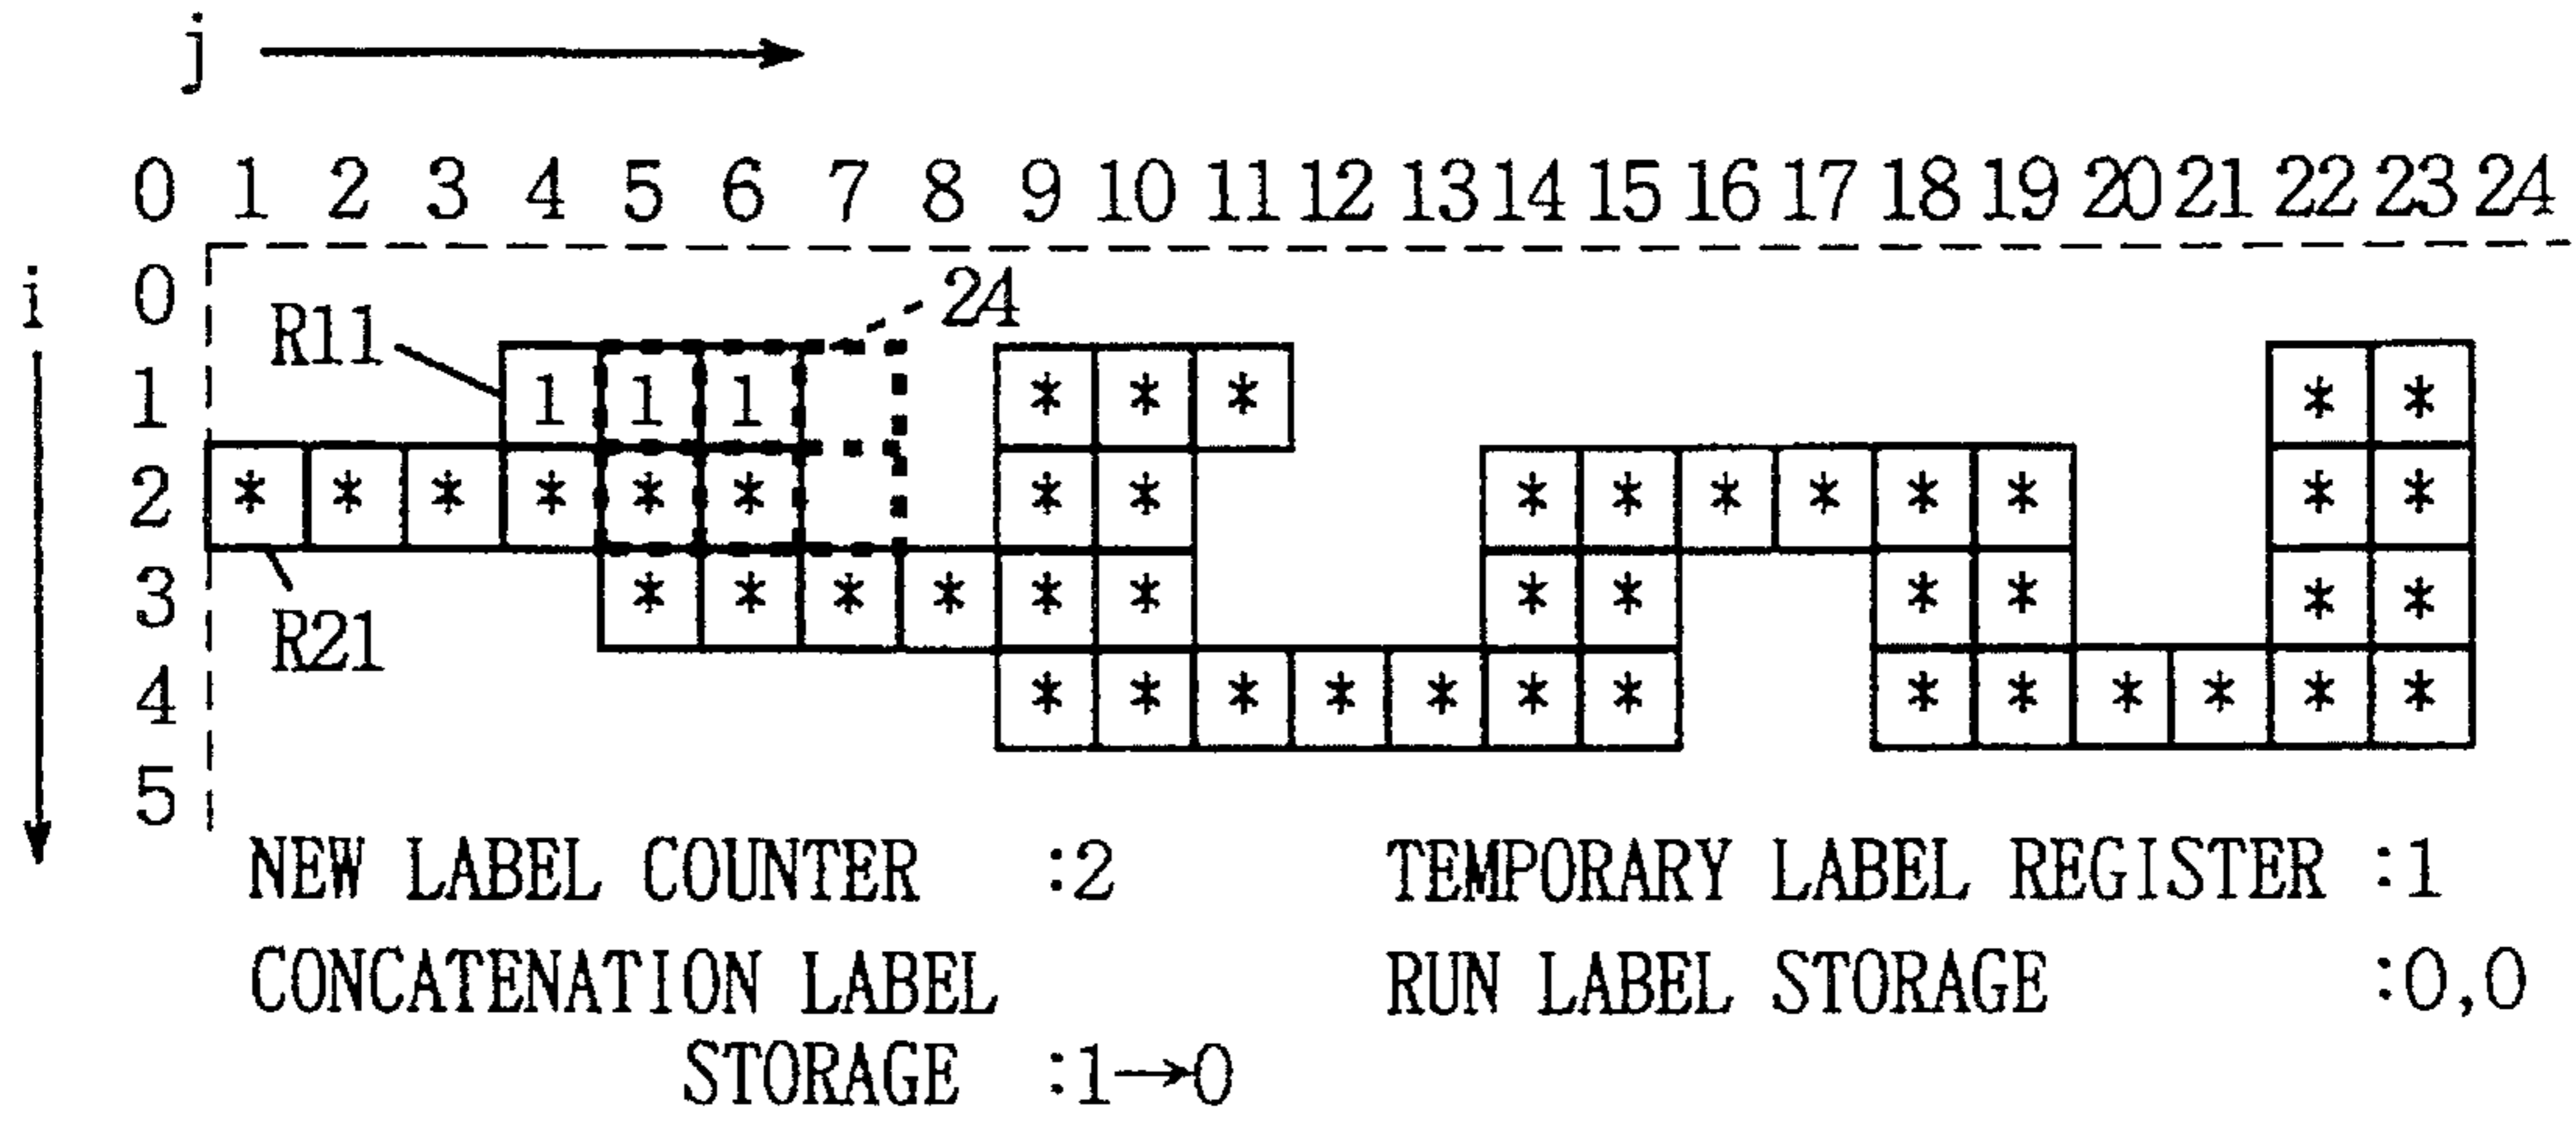 j
0 1 2 3 4 5 6 7 8 9 10 11 12 13 14 15 16 17 18 19 20 21 22 23 24
i 0 24
R11
1 1 1 1 * * * * *
2 * * * * * * * * * * * * * * * *
3 * * * * * * * * * * * *
R21
4 * * * * * * * * * * * * *
5
NEW LABEL COUNTER :2 TEMPORARY LABEL REGISTER :1
CONCATENATION LABEL RUN LABEL STORAGE :0,0
STORAGE :1→0